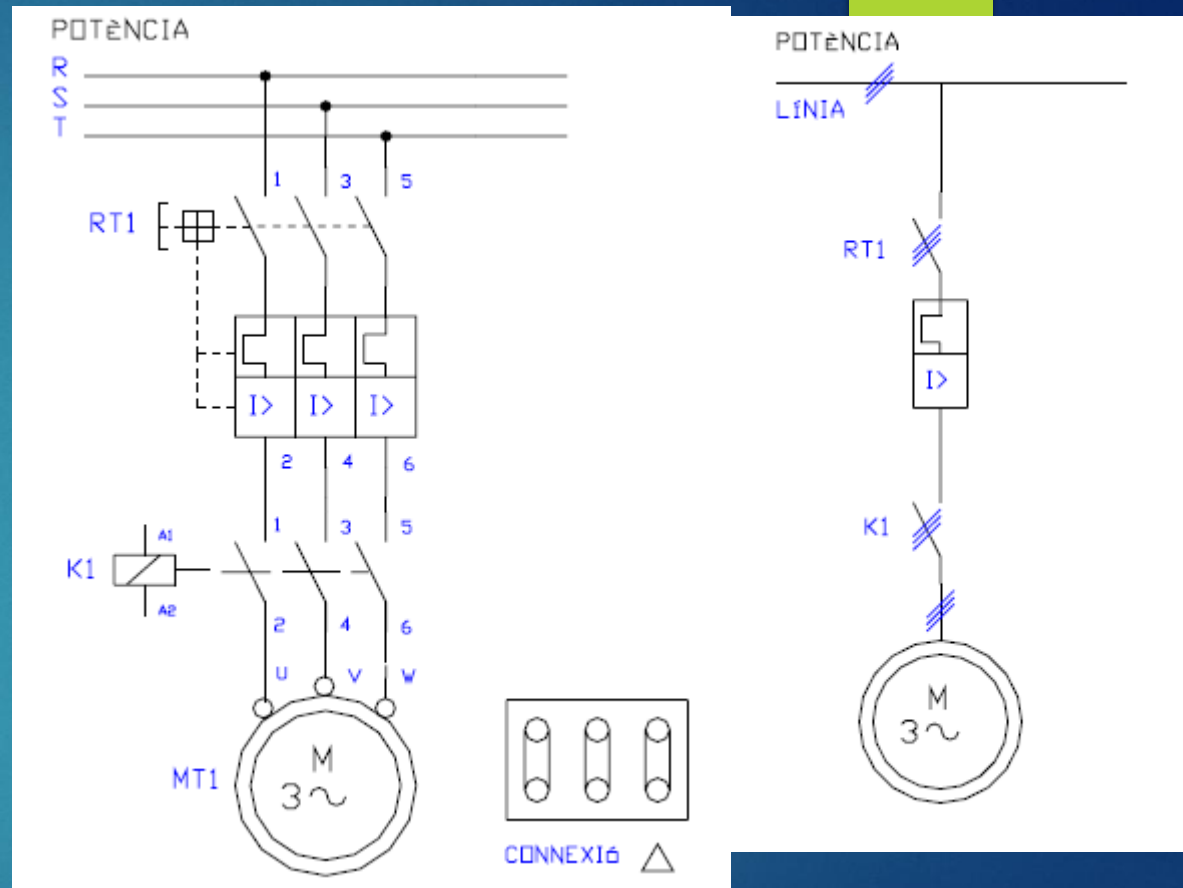 POTèNCIA
R
S
T
1 3 5
RT1
I> I> I>
2 4 6
1 3 5
A1
K1
A2
2 4 6
U V W
M
3~
MT1
CONNEXIó △
POTèNCIA
LíNIA
RT1
I>
K1
M
3~